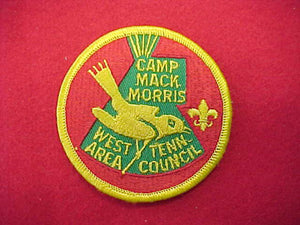 CAMP
MACK
MORRIS
WEST TENN.
AREA COUNCIL